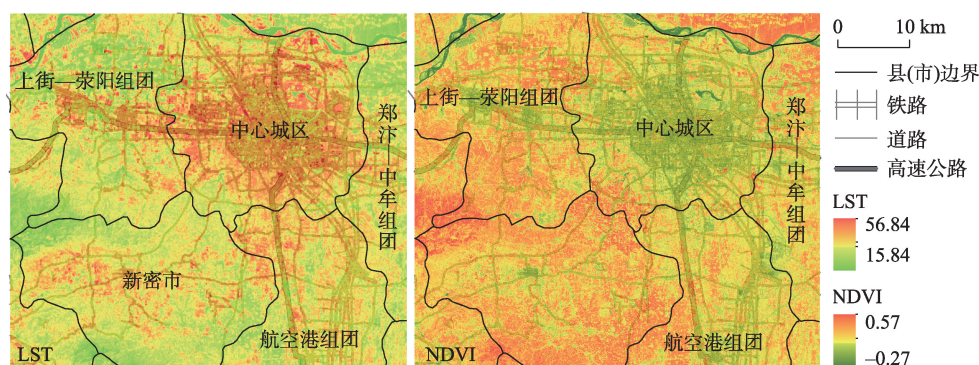 上街—荥阳组团
中心城区
郑汴—中牟组团
新密市
航空港组团
LST
上街—荥阳组团
中心城区
郑汴—中牟组团
新密市
航空港组团
NDVI
0 10 km
县(市)边界
铁路
道路
高速公路
LST
56.84
15.84
NDVI
0.57
–0.27